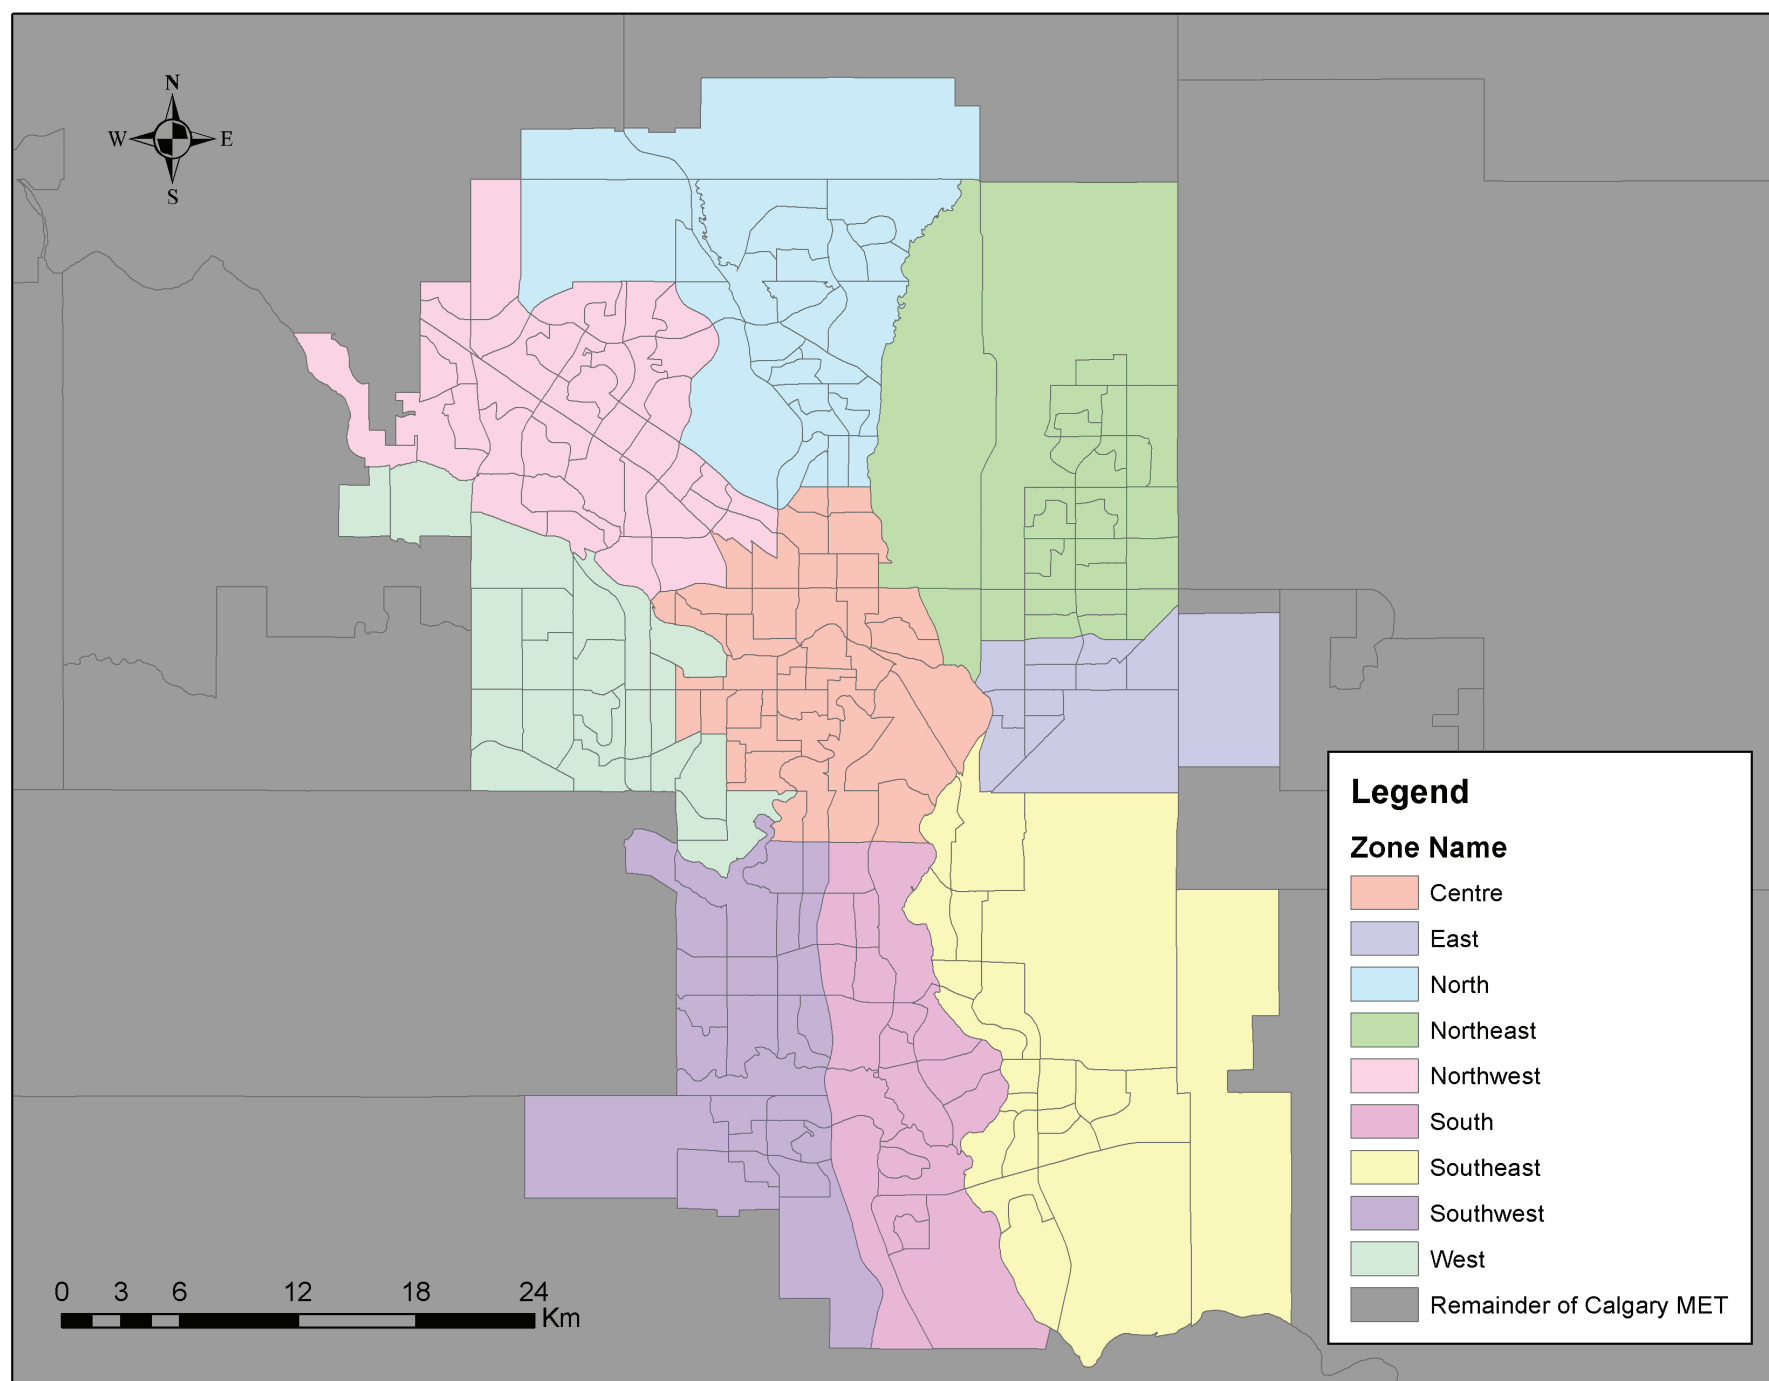 N
W E
S
Legend
Zone Name
Centre
East
North
Northeast
Northwest
South
Southeast
Southwest
West
Remainder of Calgary MET
0 3 6 12 18 24
Km